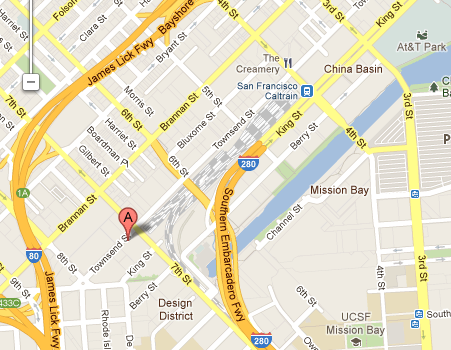 Folsom
Harriet St
Clara St
Bayshore
4th St
James Lick Fwy
Bryant St
King St
AT&T Park
The
Creamery
China Basin
7th St
Morris St
5th St
San Francisco
Caltrain
6th St
Brannan St
Harriet St
Bluxome St
Townsend St
King St
Berry St
4th St
3rd St
Boardman Pl
Gilbert St
6th St
280
1A
Mission Bay
Brannan St
A
Southern Embarcadero Fwy
Channel St
80
Townsend St
King St
8th St
7th St
4th St
3rd St
9th St
James Lick Fwy
433C
Berry St
6th St
Rhode
Design
District
UCSF
Mission Bay
280